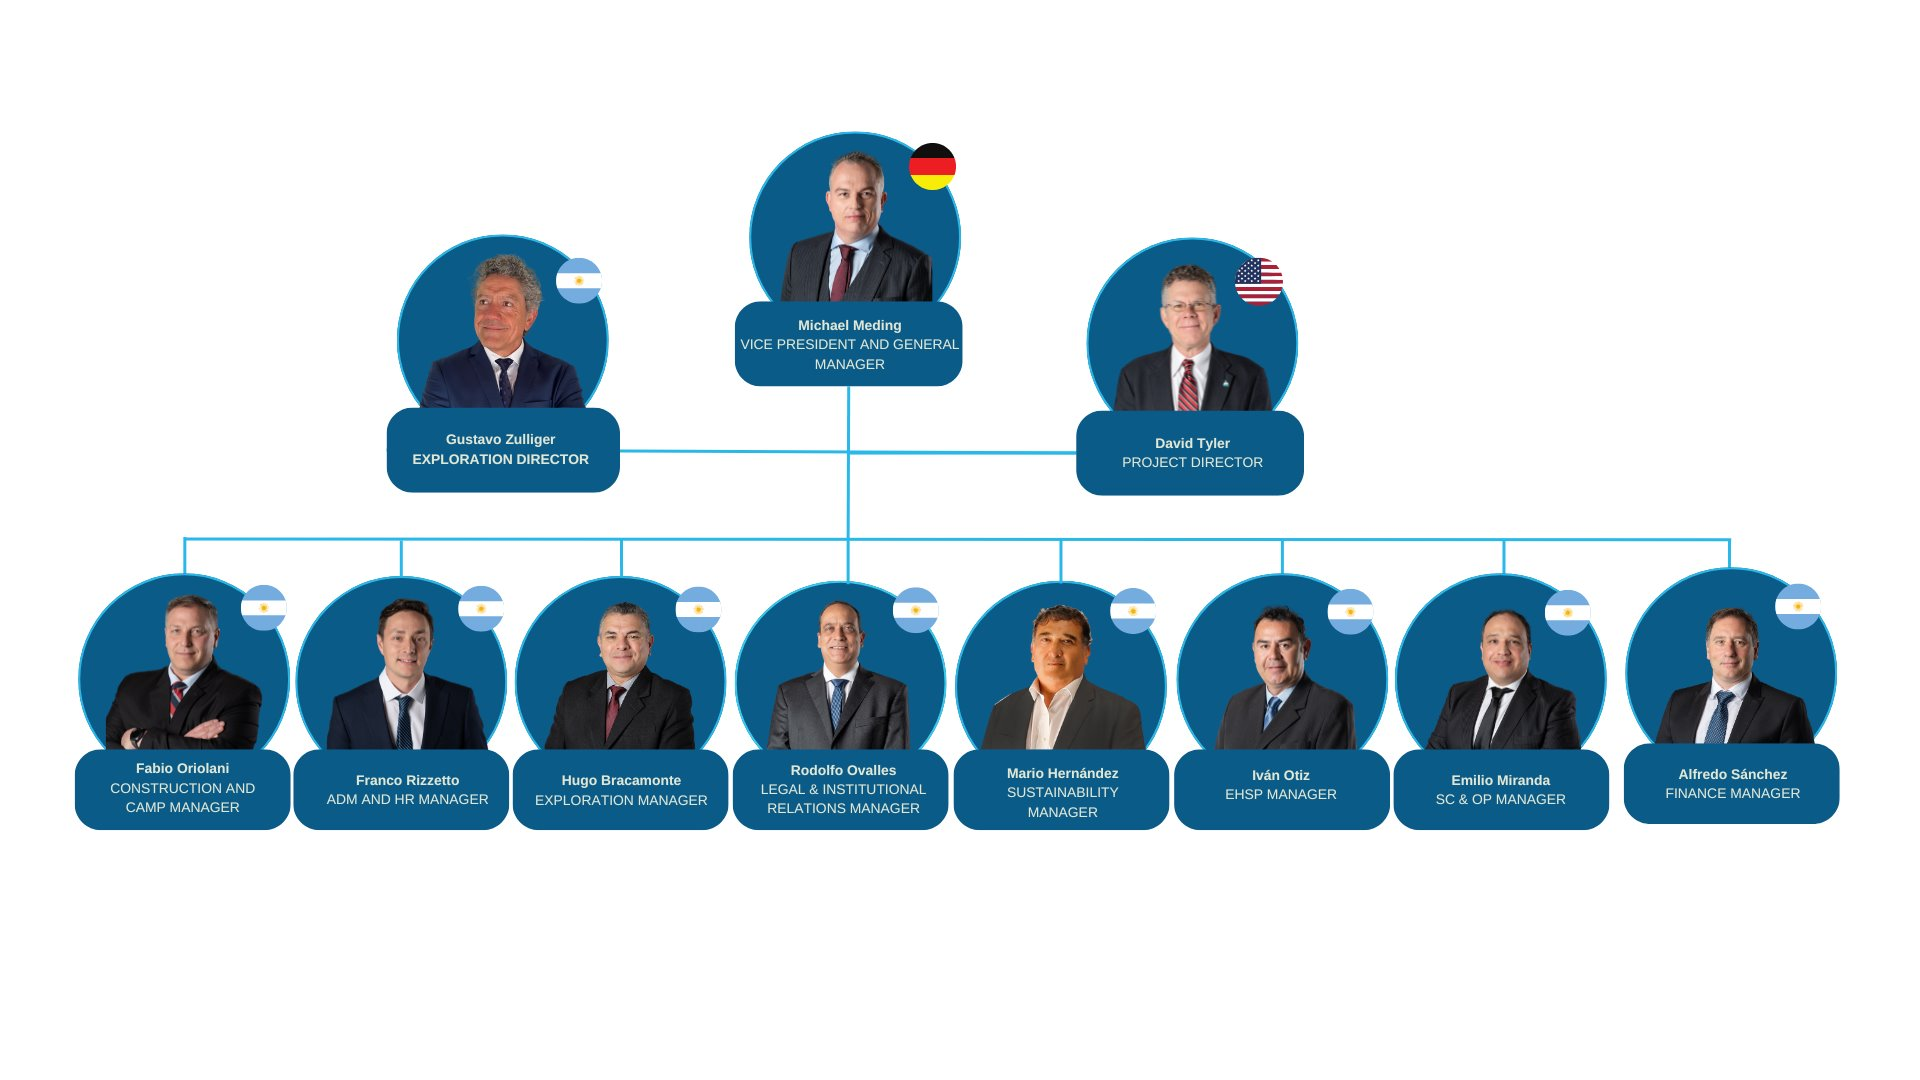 Michael Meding
VICE PRESIDENT AND GENERAL
MANAGER
Gustavo Zulliger
EXPLORATION DIRECTOR
David Tyler
PROJECT DIRECTOR
Fabio Oriolani
CONSTRUCTION AND
CAMP MANAGER
Franco Rizzetto
ADM AND HR MANAGER
Hugo Bracamonte
EXPLORATION MANAGER
Rodolfo Ovalles
LEGAL & INSTITUTIONAL
RELATIONS MANAGER
Mario Hernández
SUSTAINABILITY
MANAGER
Iván Otiz
EHSP MANAGER
Emilio Miranda
SC & OP MANAGER
Alfredo Sánchez
FINANCE MANAGER